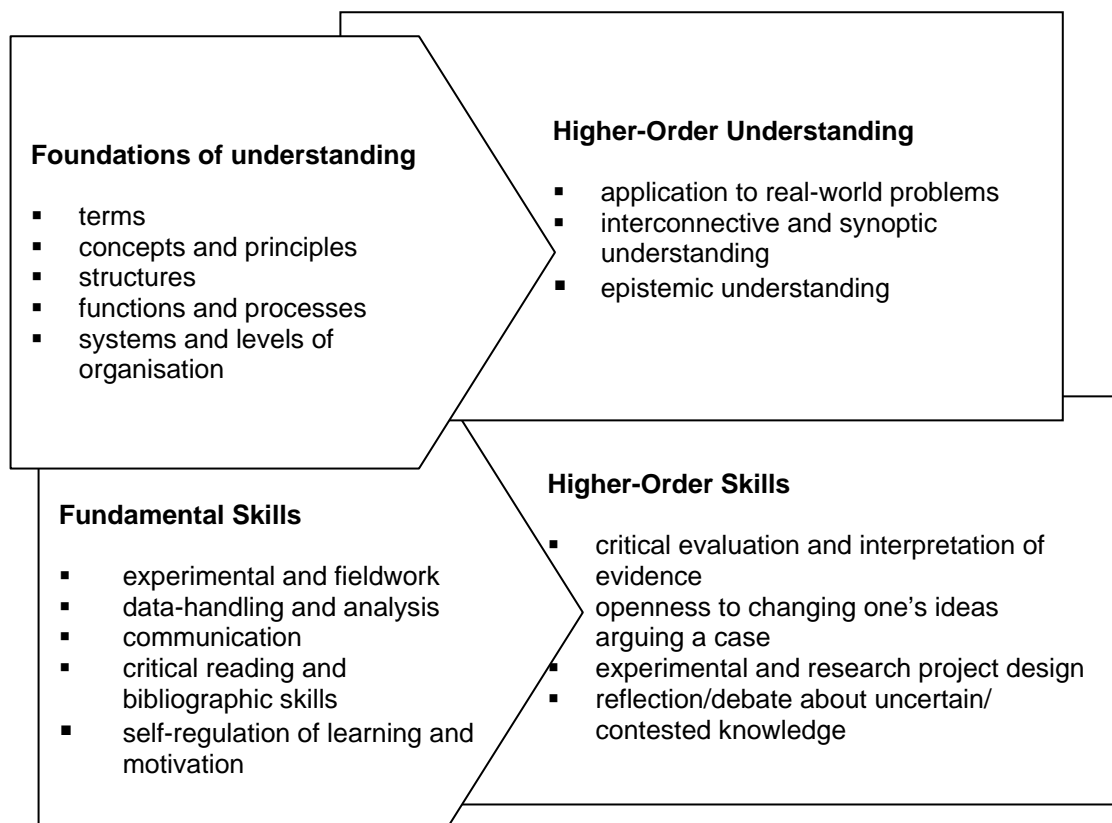 Foundations of understanding
▪ terms
▪ concepts and principles
▪ structures
▪ functions and processes
▪ systems and levels of
organisation
Higher-Order Understanding
▪ application to real-world problems
▪ interconnective and synoptic
understanding
▪ epistemic understanding
Fundamental Skills
▪ experimental and fieldwork
▪ data-handling and analysis
▪ communication
▪ critical reading and
bibliographic skills
▪ self-regulation of learning and
motivation
Higher-Order Skills
▪ critical evaluation and interpretation of
evidence
openness to changing one’s ideas
arguing a case
▪ experimental and research project design
▪ reflection/debate about uncertain/
contested knowledge